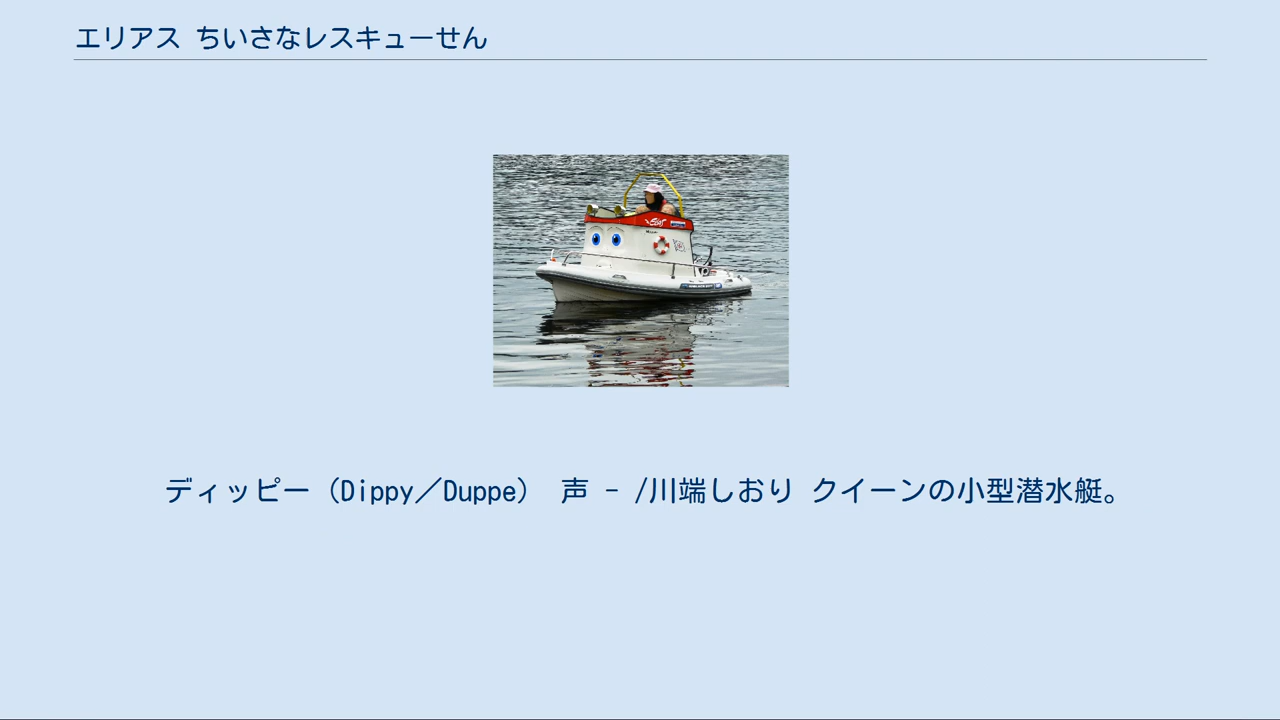 エリアス ちいさなレスキューせん
ディッピー（Dippy／Duppe） 声 - /川端しおり クイーンの小型潜水艇。